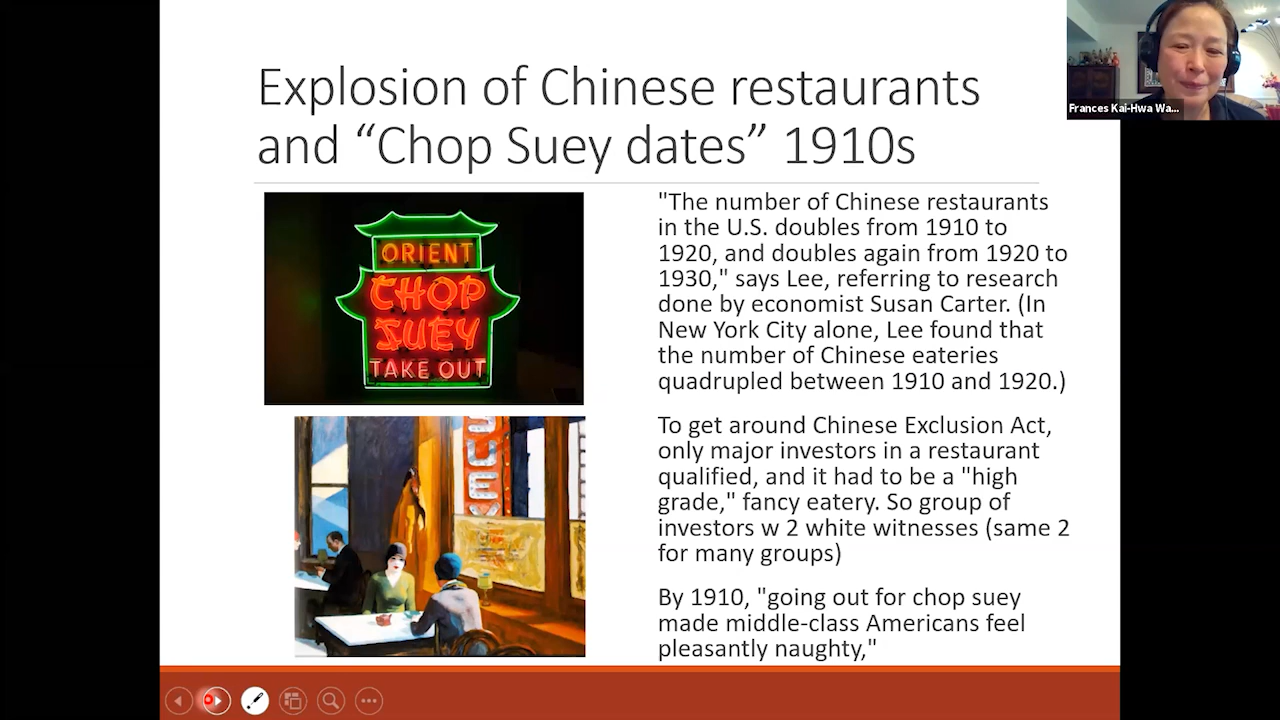 Explosion of Chinese restaurants
and “Chop Suey dates” 1910s
Frances Kai-Hwa Wa...
ORIENT
CHOP
SUEY
TAKE OUT
SUEY
"The number of Chinese restaurants
in the U.S. doubles from 1910 to
1920, and doubles again from 1920 to
1930," says Lee, referring to research
done by economist Susan Carter. (In
New York City alone, Lee found that
the number of Chinese eateries
quadrupled between 1910 and 1920.)
To get around Chinese Exclusion Act,
only major investors in a restaurant
qualified, and it had to be a "high
grade," fancy eatery. So group of
investors w 2 white witnesses (same 2
for many groups)
By 1910, "going out for chop suey
made middle-class Americans feel
pleasantly naughty,"